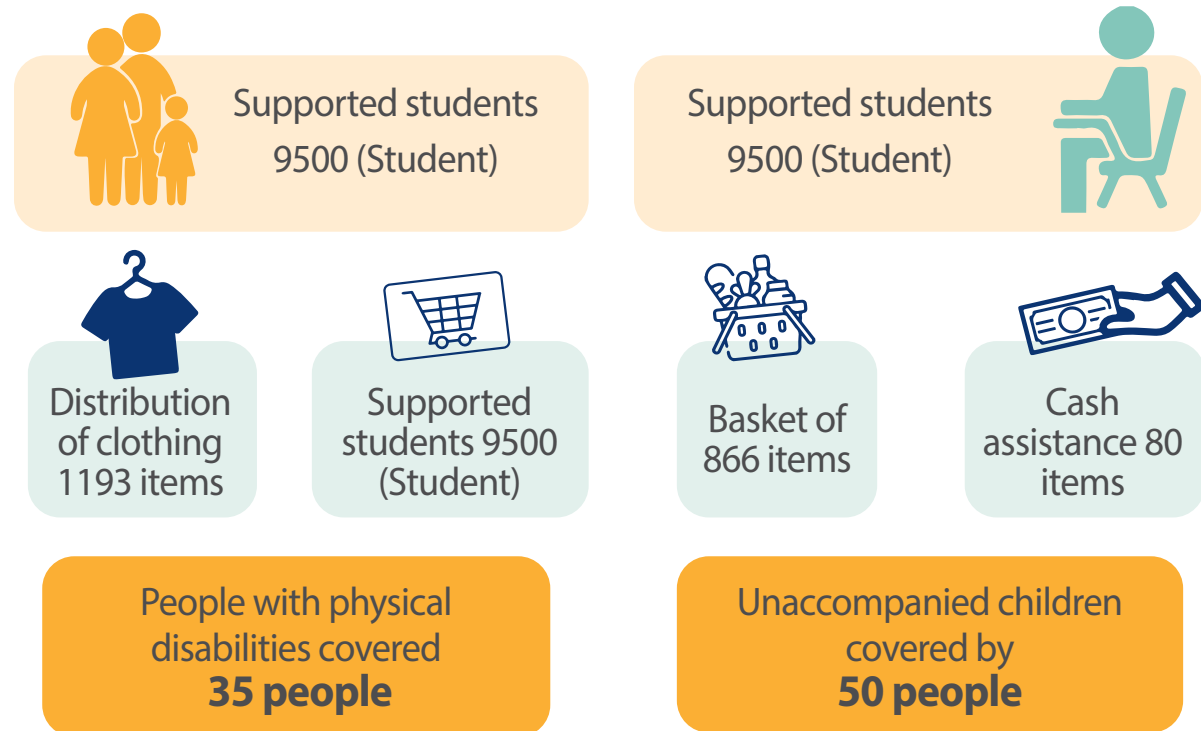 Supported students
9500 (Student)
Supported students
9500 (Student)
Distribution
of clothing
1193 items
Supported
students 9500
(Student)
Basket of
866 items
Cash
assistance 80
items
People with physical
disabilities covered
35 people
Unaccompanied children
covered by
50 people